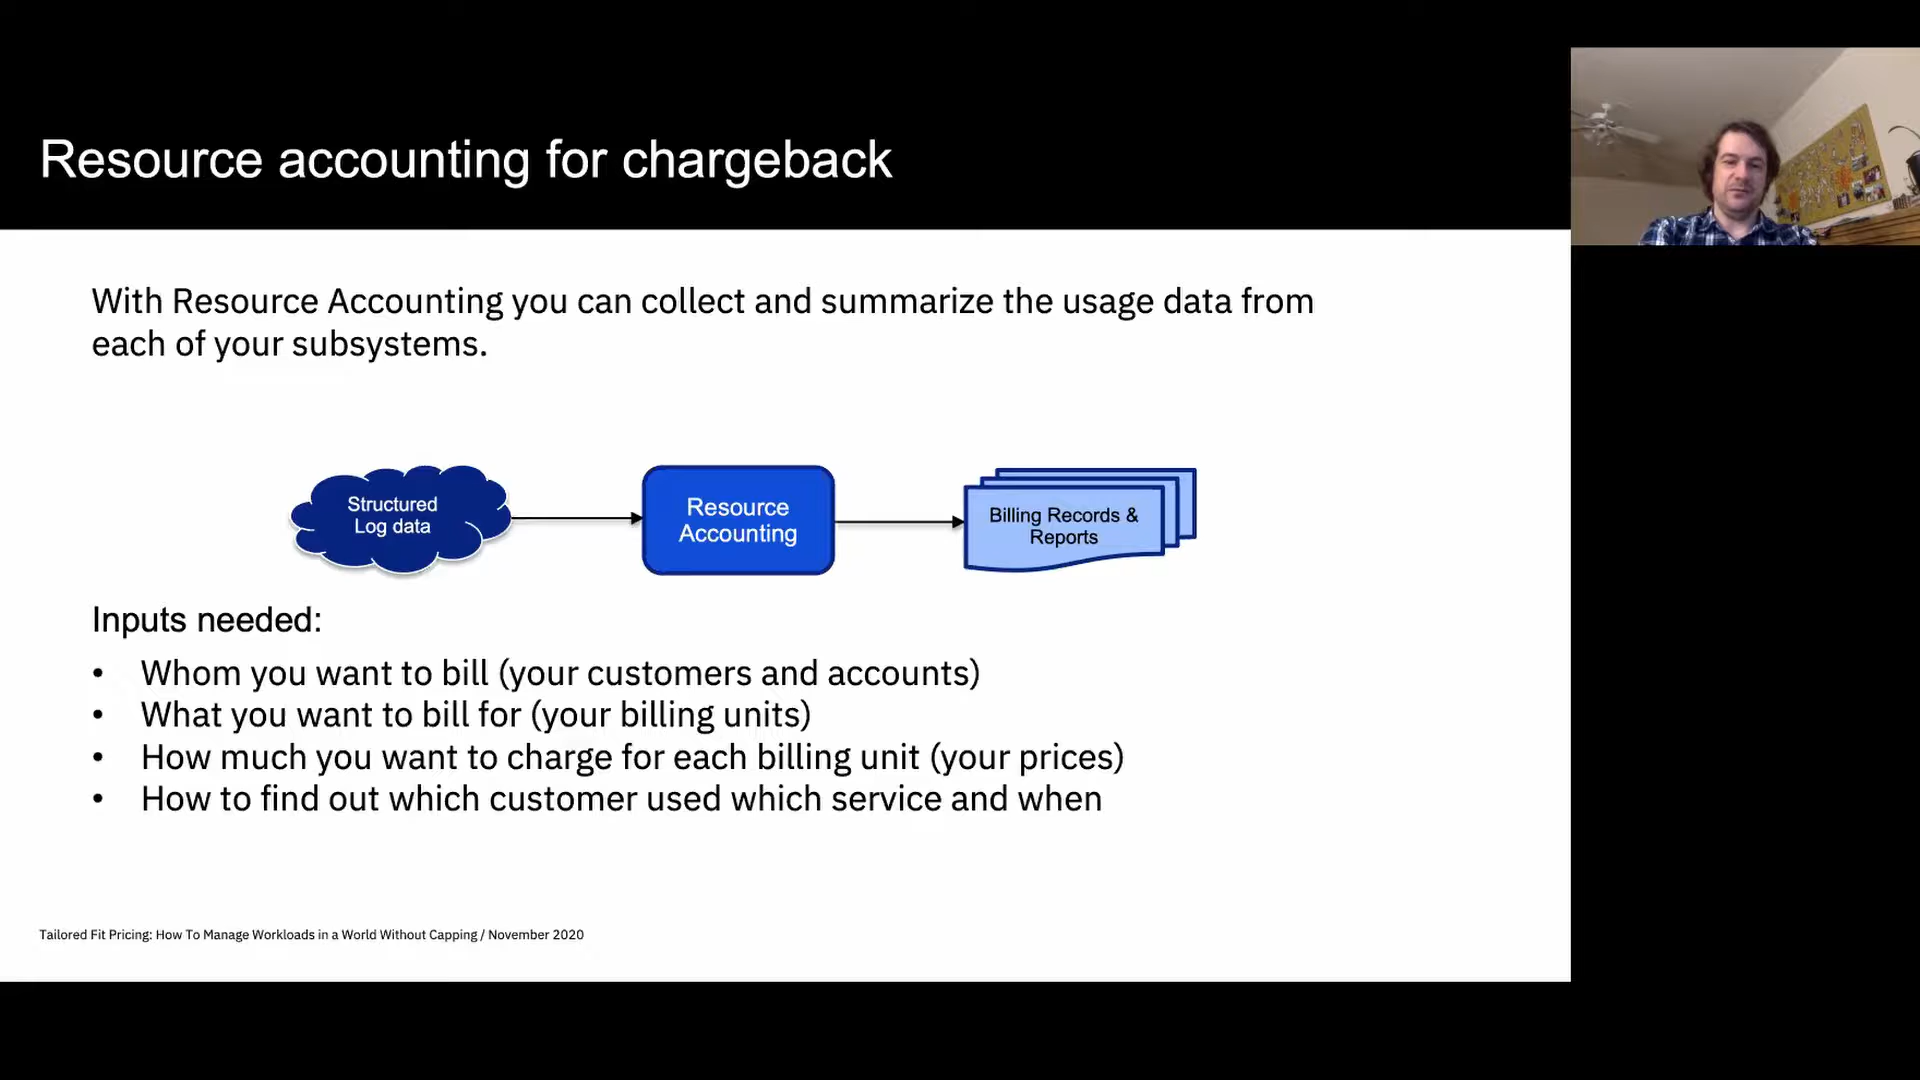 Resource accounting for chargeback
With Resource Accounting you can collect and summarize the usage data from
each of your subsystems.
Structured
Log data
Resource
Accounting
Billing Records &
Reports
Inputs needed:
• Whom you want to bill (your customers and accounts)
• What you want to bill for (your billing units)
• How much you want to charge for each billing unit (your prices)
• How to find out which customer used which service and when
Tailored Fit Pricing: How To Manage Workloads in a World Without Capping / November 2020